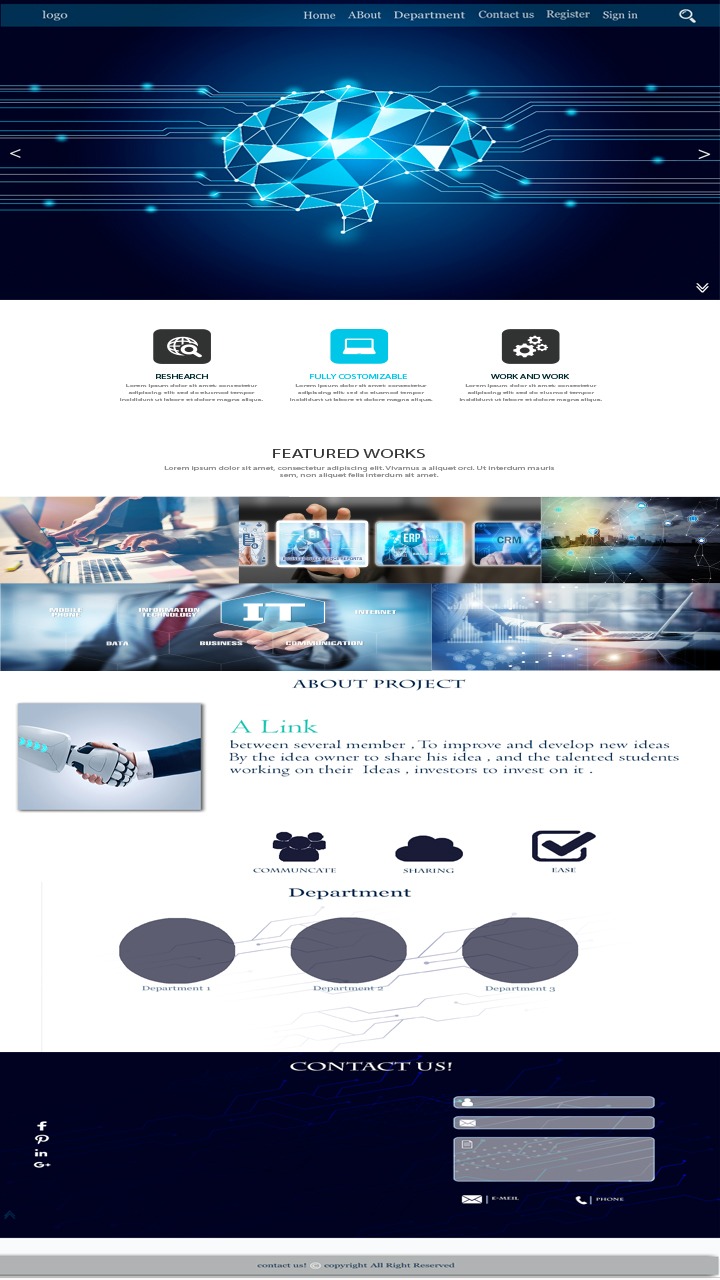 logo
Home ABout Department Contact us Register Sign in
<
>
RESHEARCH
FULLY COSTOMIZABLE
WORK AND WORK
Lorem ipsum dolor sit amet, consectetur
adipiscing elit, sed do eiusmod tempor
incididunt ut labore et dolore magna aliqua.
Lorem ipsum dolor sit amet, consectetur
adipiscing elit, sed do eiusmod tempor
incididunt ut labore et dolore magna aliqua.
Lorem ipsum dolor sit amet, consectetur
adipiscing elit, sed do eiusmod tempor
incididunt ut labore et dolore magna aliqua.
FEATURED WORKS
Lorem ipsum dolor sit amet, consectetur adipiscing elit. Vivamus a aliquet orci. Ut interdum mauris
sem, non aliquet felis interdum sit amet.
BI
ERP
CRM
MOBILE
PHONE
INFORMATION
TECHNOLOGY
IT
INTERNET
DATA
BUSINESS
COMMUNICATION
ABOUT PROJECT
A Link
between several member , To improve and develop new ideas
By the idea owner to share his idea , and the talented students
working on their Ideas , investors to invest on it .
COMMUNCATE
SHARING
EASE
Department
Department 1
Department 2
Department 3
CONTACT US!
E-MEIL
PHONE
contact us! © copyright All Right Reserved